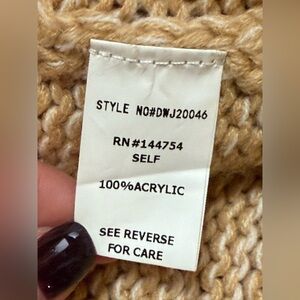 STYLE NO#DWJ20046
RN#144754
SELF
100%ACRYLIC
SEE REVERSE
FOR CARE